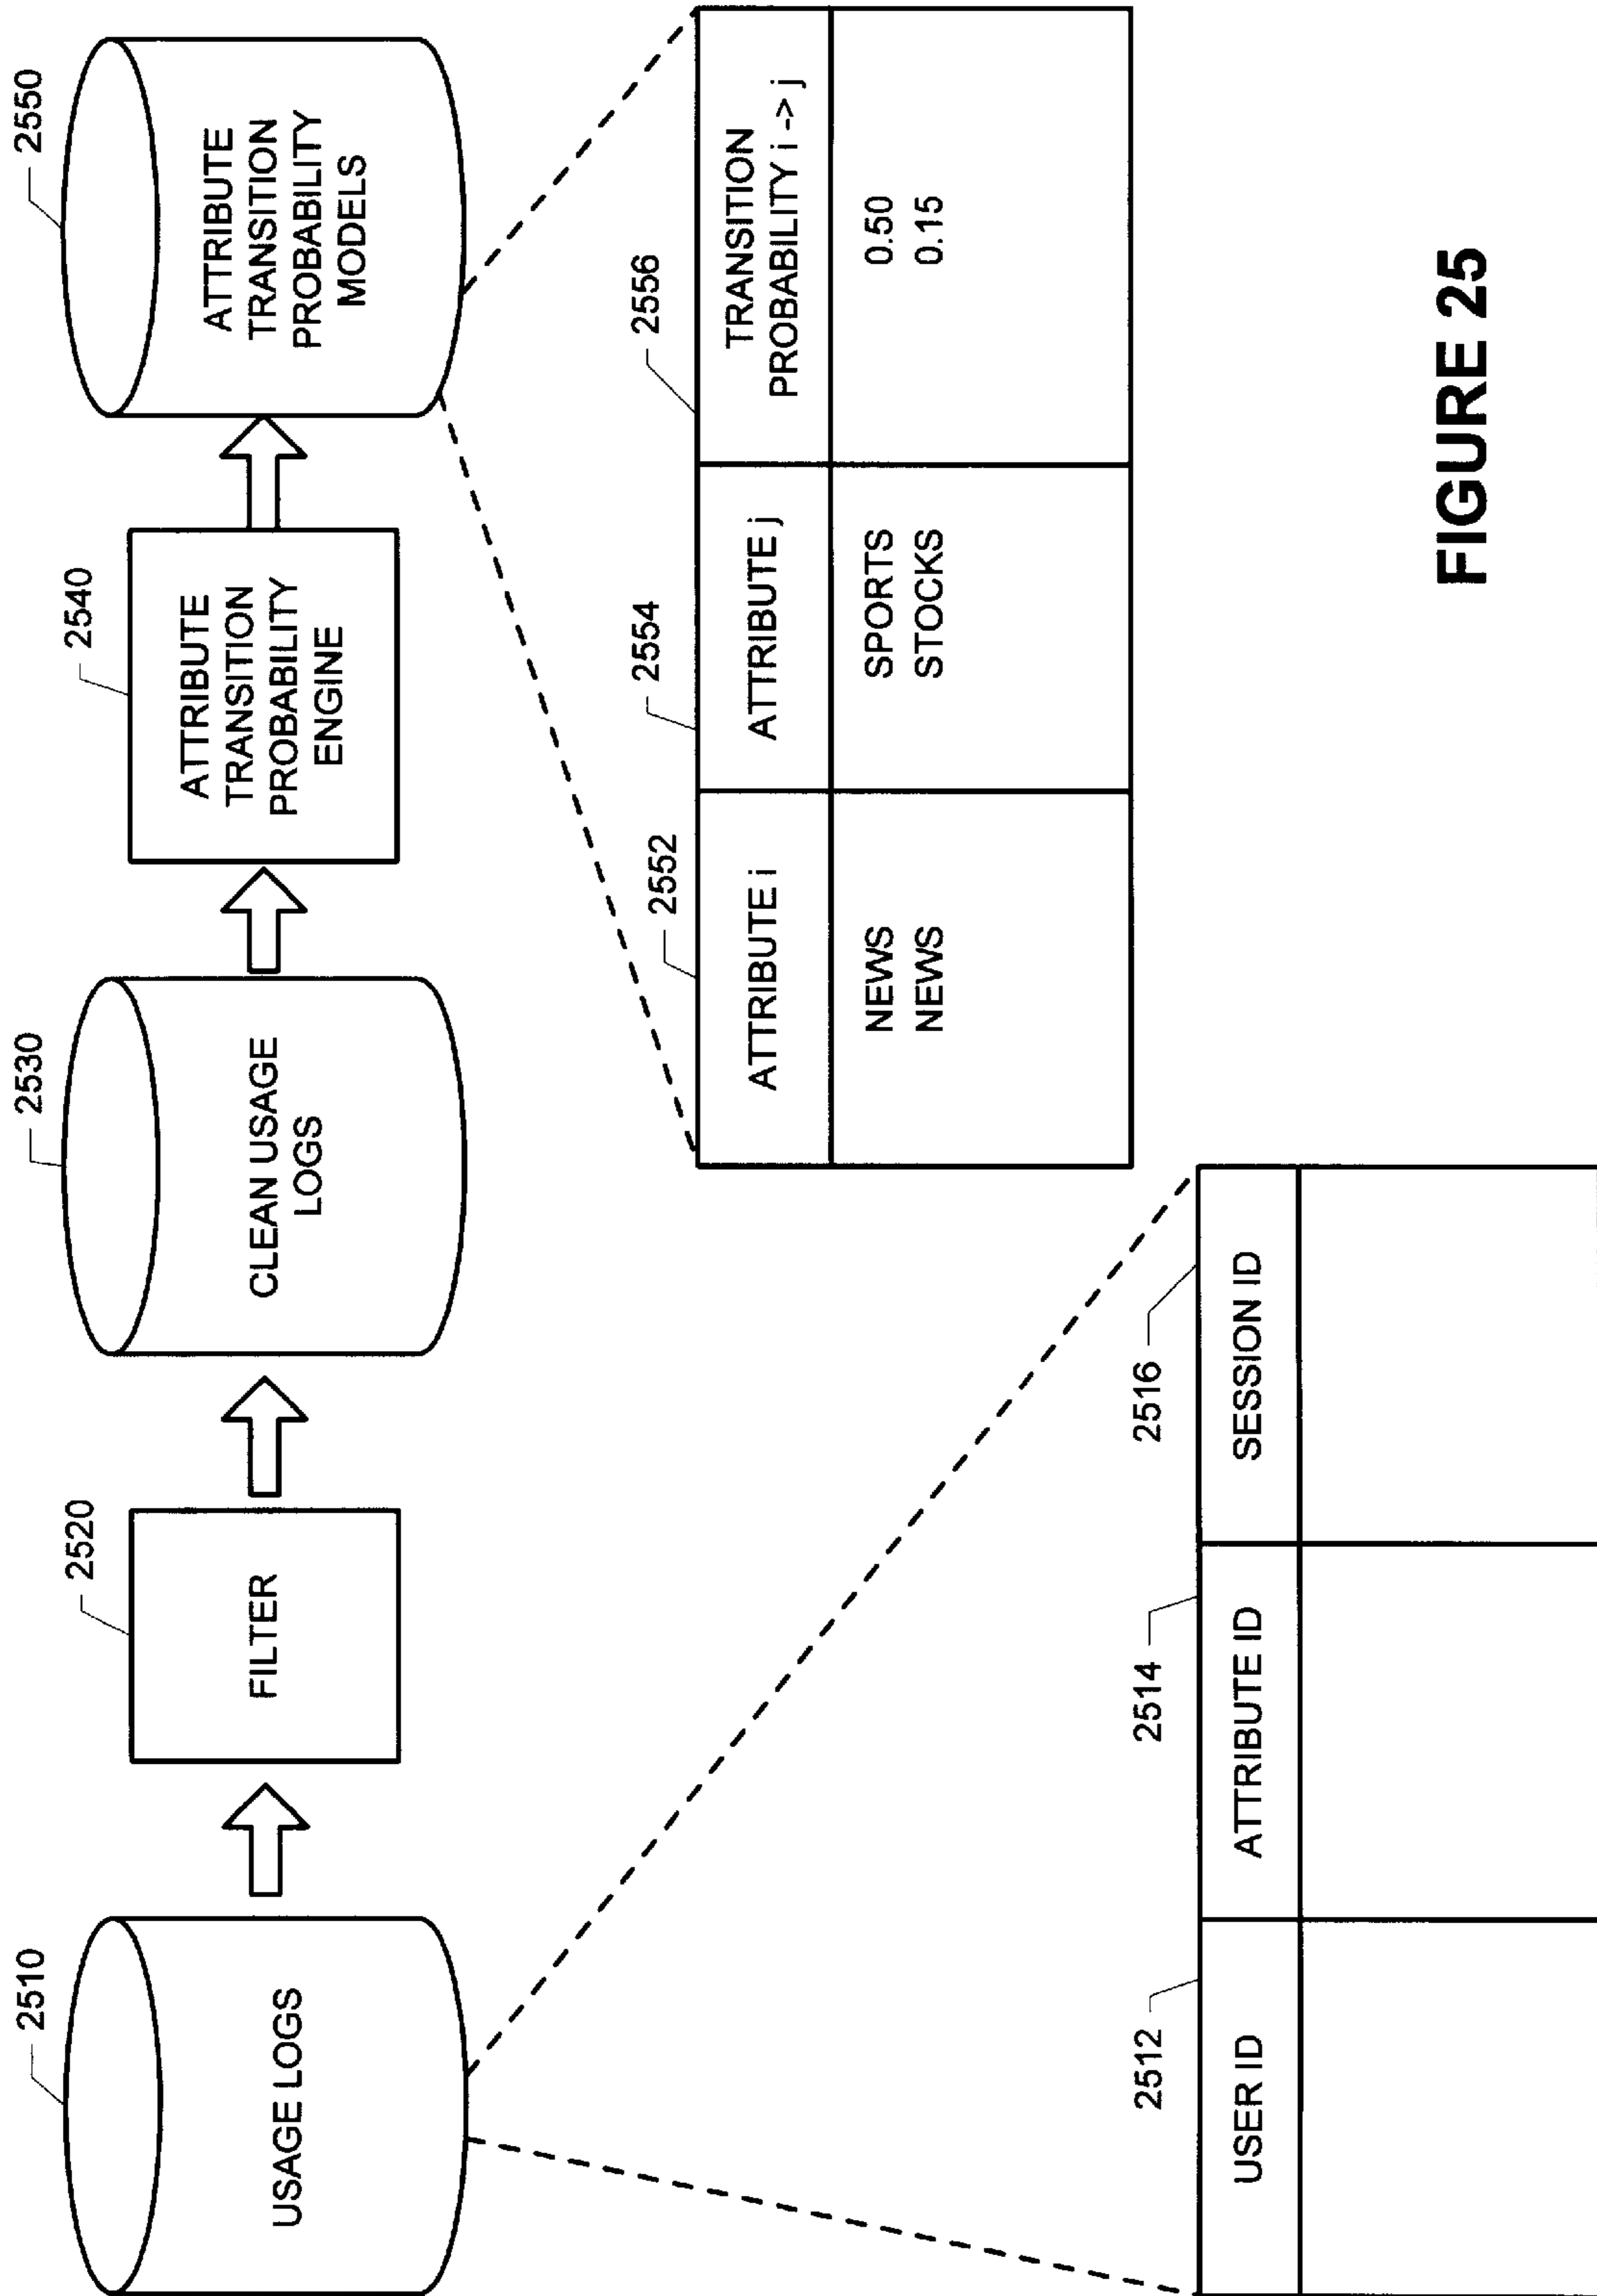 2510
USAGE LOGS
2520
FILTER
2530
CLEAN USAGE
LOGS
2540
ATTRIBUTE
TRANSITION
PROBABILITY
ENGINE
2550
ATTRIBUTE
TRANSITION
PROBABILITY
MODELS
2552
2554
2556
ATTRIBUTE i
ATTRIBUTE j
TRANSITION
PROBABILITY i -> j
NEWS SPORTS 0.50
NEWS STOCKS 0.15
2512
2514
2516
USER ID
ATTRIBUTE ID
SESSION ID
FIGURE 25